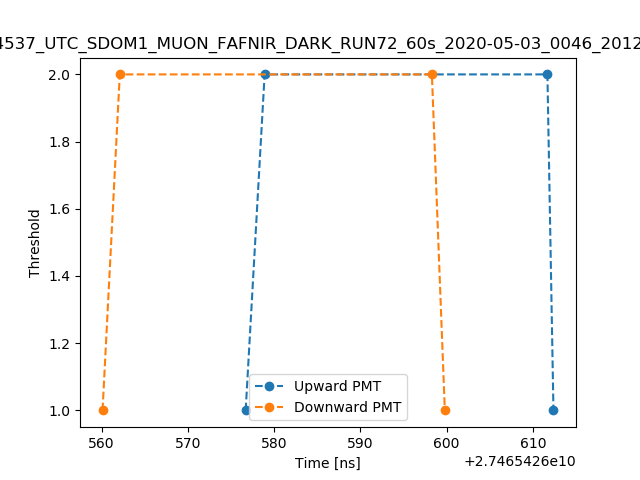 4537_UTC_SDOM1_MUON_FAFNIR_DARK_RUN72_60s_2020-05-03_0046_2012
2.0
1.8
1.6
1.4
1.2
1.0
Threshold
Upward PMT
Downward PMT
560 570 580 590 600 610
Time [ns]
+2.7465426e10